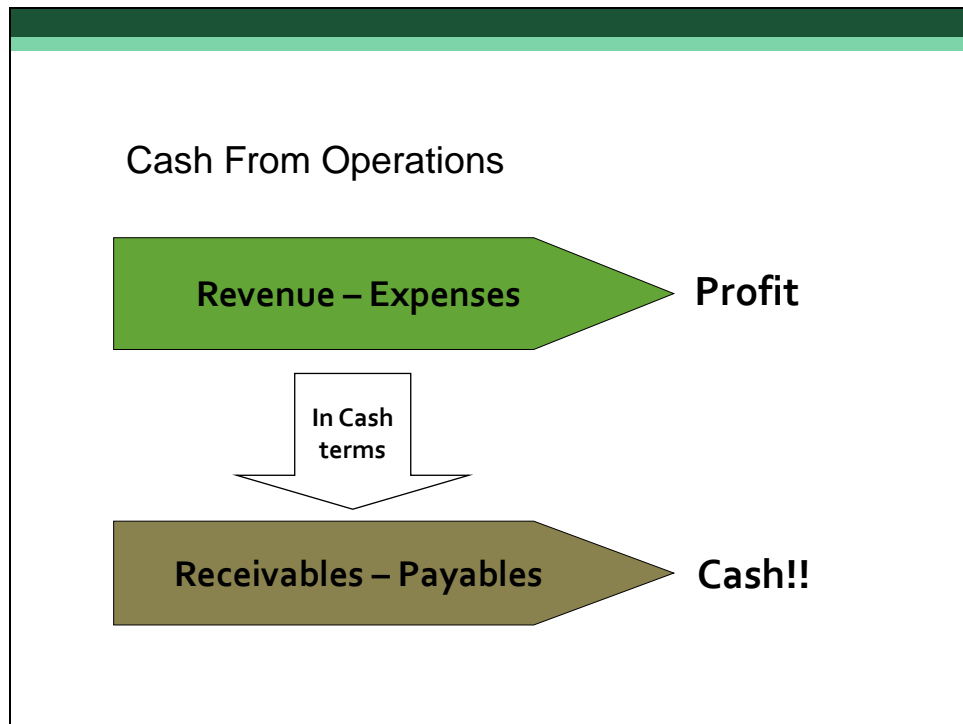 Cash From Operations
Revenue – Expenses
Profit
In Cash
terms
Receivables – Payables
Cash!!